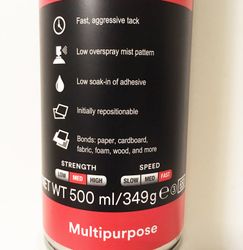 Fast, aggressive tack
Low overspray mist pattern
Low soak-in of adhesive
Initially repositionable
Bonds: paper, cardboard,
fabric, foam, wood, and more
STRENGTH SPEED
LOW MED HIGH SLOW MED FAST
ET WT 500 ml/349g e
Multipurpose